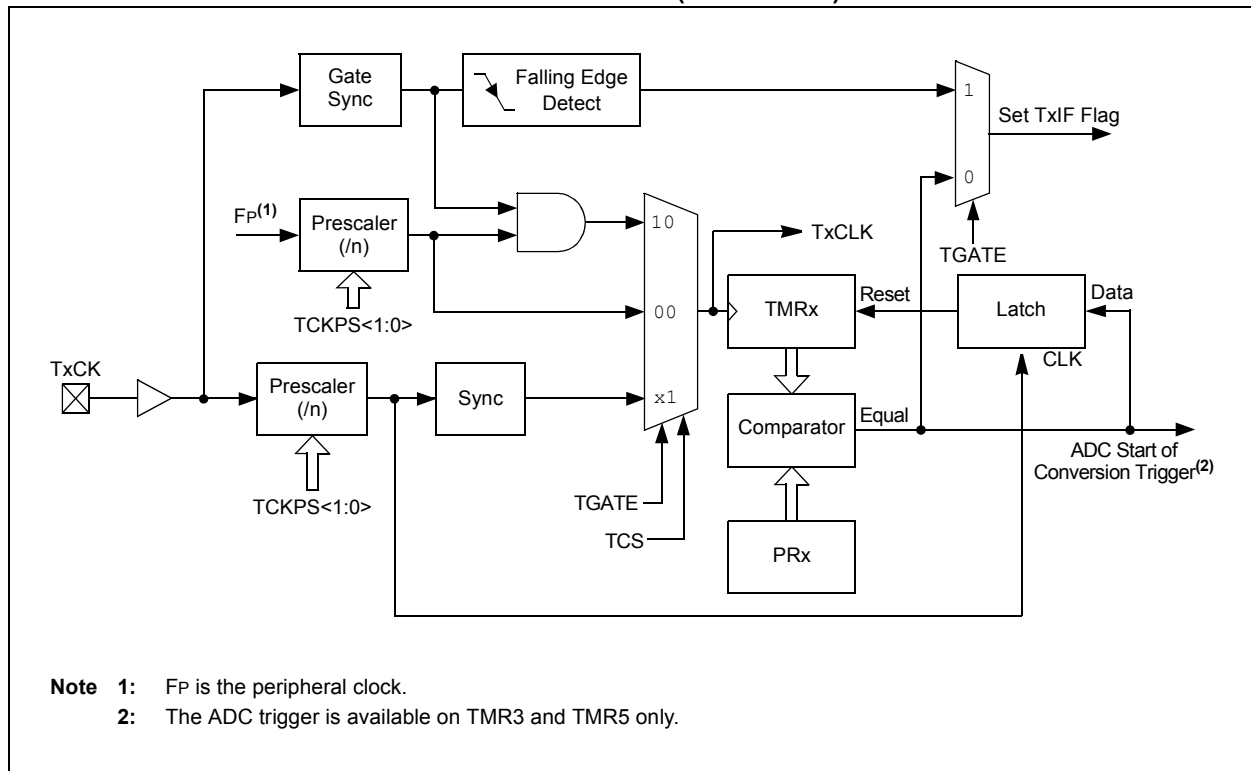 Gate
Sync
Falling Edge
Detect
1
Set TxIF Flag
0
FP(1)
Prescaler
(/n)
10
TxCLK
TGATE
TCKPS<1:0>
00
TMRx
Reset
Latch
Data
CLK
TxCK
Prescaler
(/n)
Sync
x1
Comparator
Equal
ADC Start of
Conversion Trigger(2)
TCKPS<1:0>
TGATE
TCS
PRx
Note 1: FP is the peripheral clock.
2: The ADC trigger is available on TMR3 and TMR5 only.